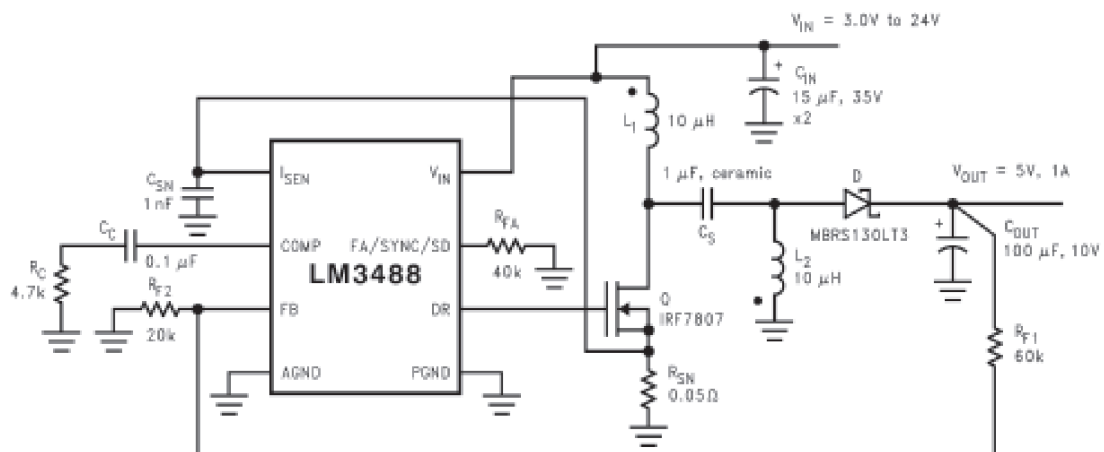 V_IN = 3.0V to 24V
+
C_IN
15 μF, 35V
x2
L_1
10 μH
I_SEN
V_IN
C_SN
1 nF
1 μF, ceramic
D
V_OUT = 5V, 1A
C_C
COMP
FA/SYNC/SD
R_FA
C_S
MBRS130LT3
+
C_OUT
100 μF, 10V
0.1 μF
LM3488
40k
L_2
10 μH
R_C
4.7k
R_F2
20k
FB
DR
Q
IRF7807
R_F1
60k
AGND
PGND
R_SN
0.05Ω